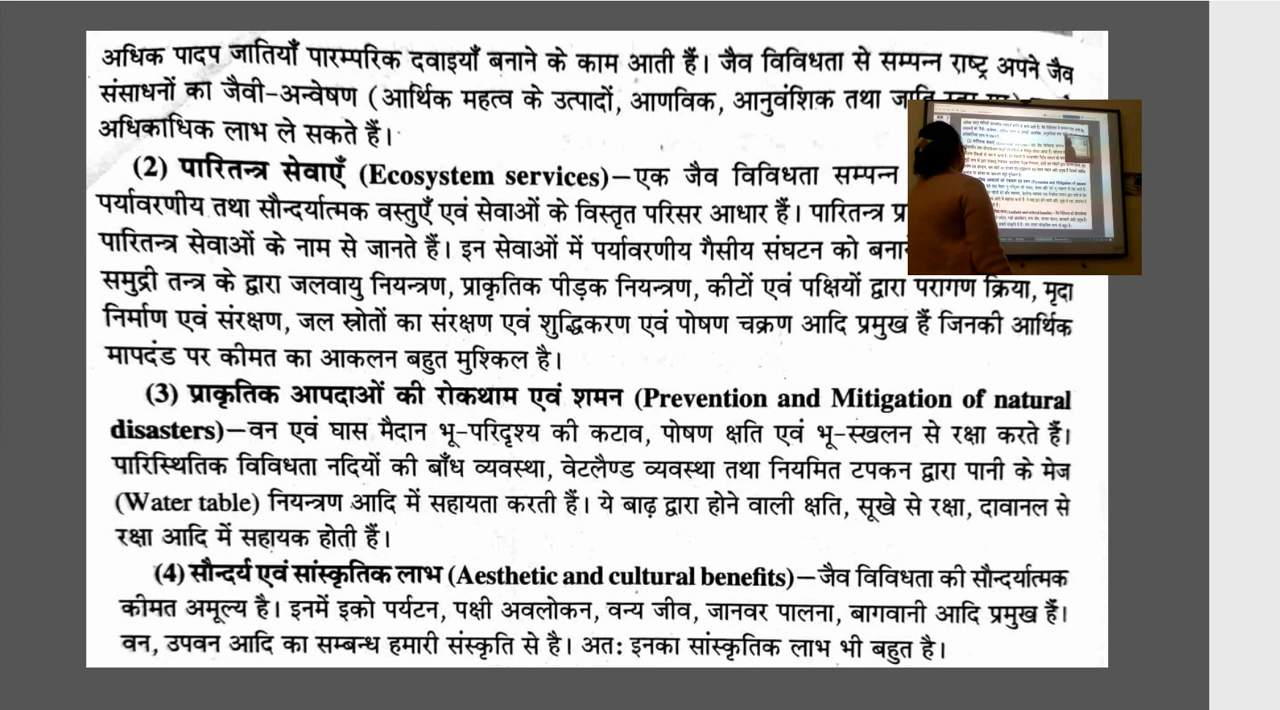 अधिक पादप जातियाँ पारम्परिक दवाइयाँ बनाने के काम आती हैं। जैव विविधता से सम्पन्न राष्ट्र अपने जैव
संसाधनों का जैवी-अन्वेषण (आर्थिक महत्व के उत्पादों, आणविक, आनुवंशिक तथा
अधिकाधिक लाभ ले सकते हैं।
(2) पारितन्त्र सेवाएँ (Ecosystem services)—एक जैव विविधता सम्पन्न
पर्यावरणीय तथा सौन्दर्यात्मक वस्तुएँ एवं सेवाओं के विस्तृत परिसर आधार हैं। पारितन्त्र
पारितन्त्र सेवाओं के नाम से जानते हैं। इन सेवाओं में पर्यावरणीय गैसीय संघटन को
समुद्री तन्त्र के द्वारा जलवायु नियन्त्रण, प्राकृतिक पीड़क नियन्त्रण, कीटों एवं पक्षियों द्वारा परागण क्रिया, मृदा
निर्माण एवं संरक्षण, जल स्रोतों का संरक्षण एवं शुद्धिकरण एवं पोषण चक्रण आदि प्रमुख हैं जिनकी आर्थिक
मापदंड पर कीमत का आकलन बहुत मुश्किल है।
(3) प्राकृतिक आपदाओं की रोकथाम एवं शमन (Prevention and Mitigation of natural
disasters)—वन एवं घास मैदान भू-परिदृश्य की कटाव, पोषण क्षति एवं भू-स्खलन से रक्षा करते हैं।
पारिस्थितिक विविधता नदियों की बाँध व्यवस्था, वेटलैण्ड व्यवस्था तथा नियमित टपकन द्वारा पानी के मेज
(Water table) नियन्त्रण आदि में सहायता करती हैं। ये बाढ़ द्वारा होने वाली क्षति, सूखे से रक्षा, दावानल से
रक्षा आदि में सहायक होती हैं।
(4) सौन्दर्य एवं सांस्कृतिक लाभ (Aesthetic and cultural benefits)—जैव विविधता की सौन्दर्यात्मक
कीमत अमूल्य है। इनमें इको पर्यटन, पक्षी अवलोकन, वन्य जीव, जानवर पालना, बागवानी आदि प्रमुख हैं।
वन, उपवन आदि का सम्बन्ध हमारी संस्कृति से है। अत: इनका सांस्कृतिक लाभ भी बहुत है।